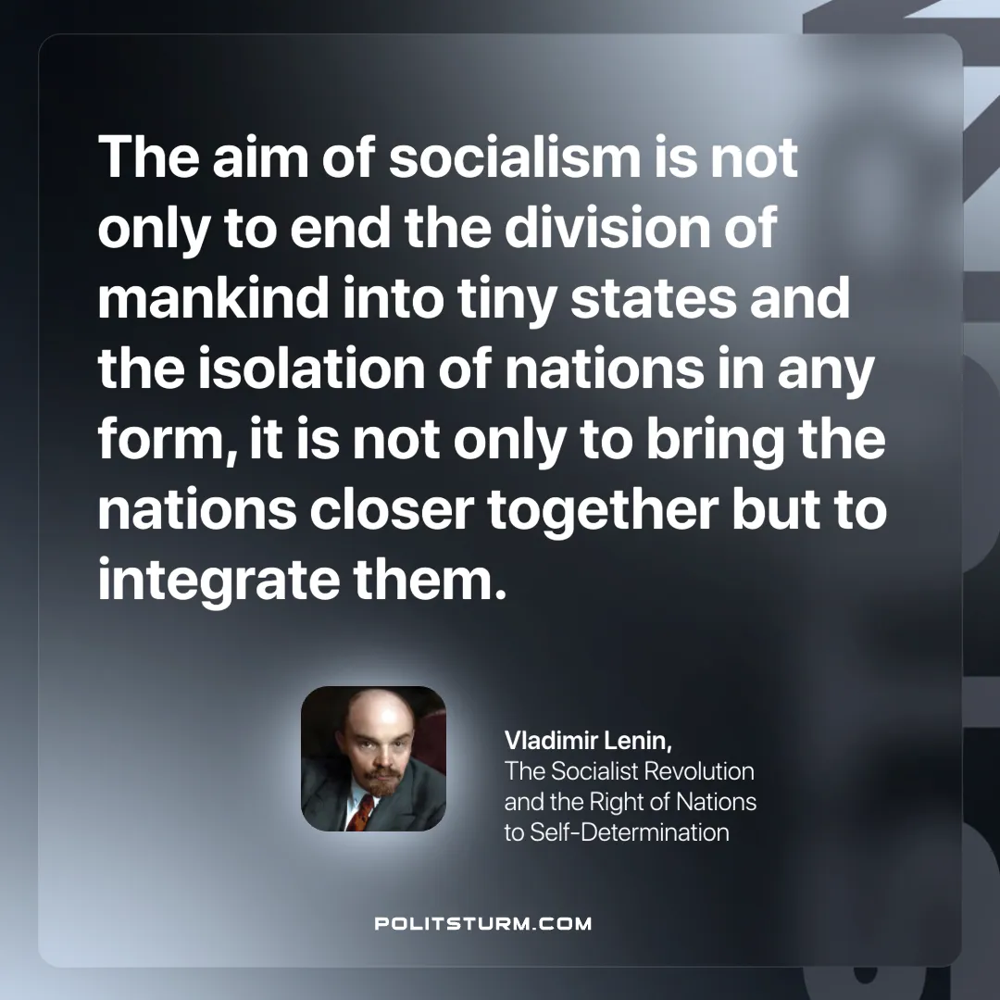 The aim of socialism is not
only to end the division of
mankind into tiny states and
the isolation of nations in any
form, it is not only to bring the
nations closer together but to
integrate them.
Vladimir Lenin,
The Socialist Revolution
and the Right of Nations
to Self-Determination
POLITSTURM.COM